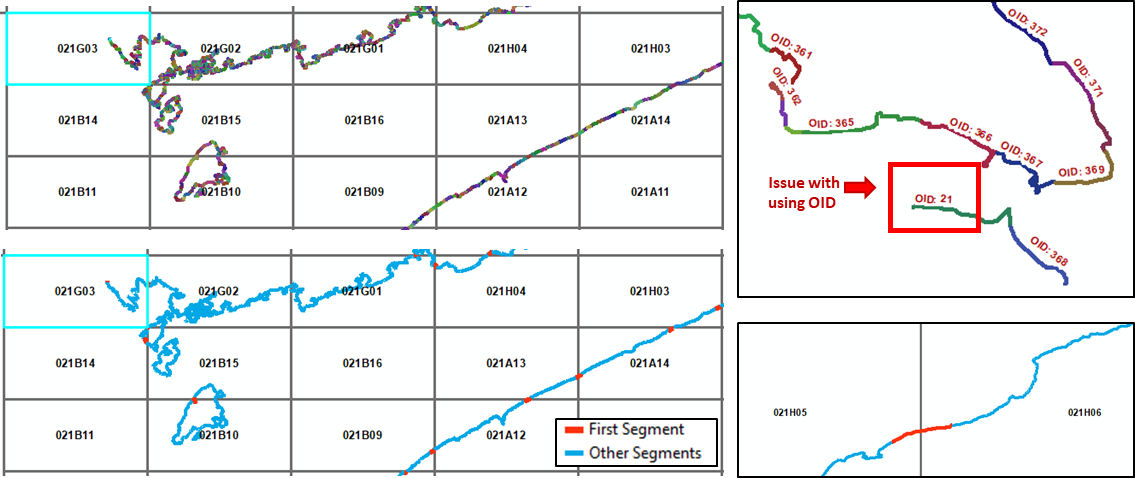 021G03
021G02
021G01
021H04
021H03
021B14
021B15
021B16
021A13
021A14
021B11
021B10
021B09
021A12
021A11
021G03
021G02
021G01
021H04
021H03
021B14
021B15
021B16
021A13
021A14
021B11
021B10
021B09
021A12
First Segment
Other Segments
OID: 372
OID: 361
OID: 371
OID: 362
OID: 365
OID: 366
OID: 367
OID: 369
Issue with
using OID
OID: 21
OID: 368
021H05
021H06